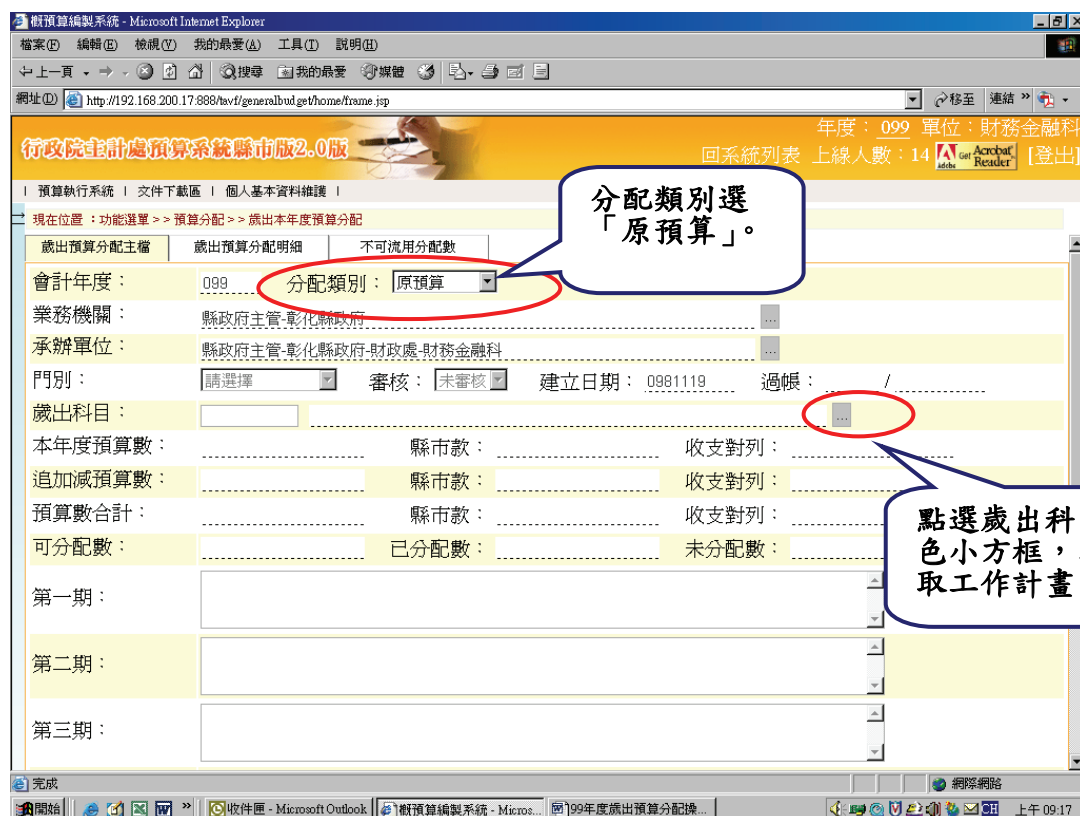 概預算編製系統 - Microsoft Internet Explorer
檔案(F) 編輯(E) 檢視(V) 我的最愛(A) 工具(T) 說明(H)
上一頁 搜尋 我的最愛 媒體
網址(D) http://192.168.200.17:888/tavf/generalbudget/home/frame.jsp 移至 連結 »
年度： 099 單位：財務金融科
行政院主計處預算系統縣市版2.0版
回系統列表 上線人數：14 Adobe Get Acrobat Reader [登出]
| 預算執行系統 | 文件下載區 | 個人基本資料維護 |
現在位置：功能選單>>預算分配>>歲出本年度預算分配
歲出預算分配主檔 歲出預算分配明細 不可流用分配數
分配類別選
「原預算」。
會計年度： 099 分配類別： 原預算
業務機關： 縣政府主管-彰化縣政府 ...
承辦單位： 縣政府主管-彰化縣政府-財政處-財務金融科 ...
門別： 請選擇 審核： 未審核 建立日期： 0981119 過帳： /
歲出科目： ...
本年度預算數： 縣市款： 收支對列：
追加減預算數： 縣市款： 收支對列：
預算數合計： 縣市款： 收支對列：
可分配數： 已分配數： 未分配數：
點選歲出科
色小方框，
取工作計畫
第一期：
第二期：
第三期：
完成 網際網路
開始 » 收件匣 - Microsoft Outlook 概預算編製系統 - Micros... 99年度歲出預算分配操... CH 上午 09:17